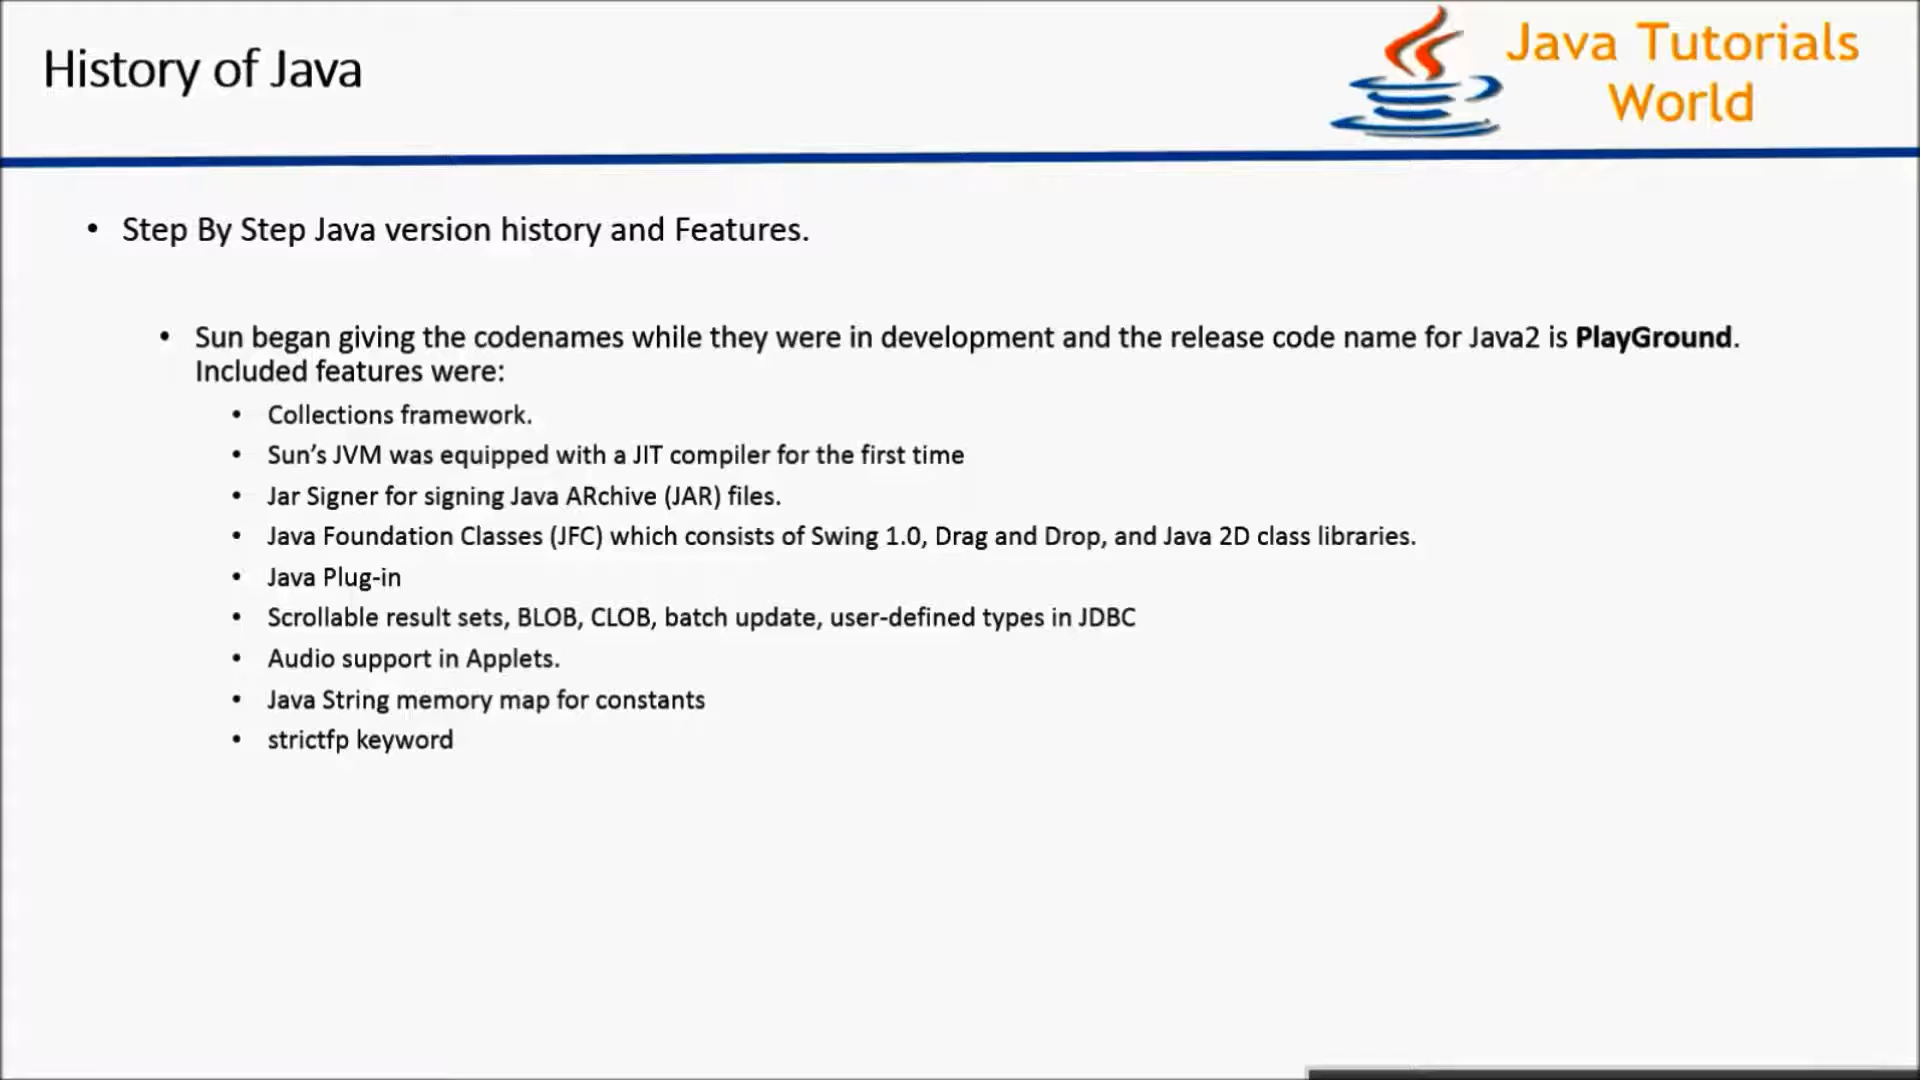 History of Java
Java Tutorials
World
• Step By Step Java version history and Features.
• Sun began giving the codenames while they were in development and the release code name for Java2 is PlayGround.
Included features were:
• Collections framework.
• Sun’s JVM was equipped with a JIT compiler for the first time
• Jar Signer for signing Java ARchive (JAR) files.
• Java Foundation Classes (JFC) which consists of Swing 1.0, Drag and Drop, and Java 2D class libraries.
• Java Plug-in
• Scrollable result sets, BLOB, CLOB, batch update, user-defined types in JDBC
• Audio support in Applets.
• Java String memory map for constants
• strictfp keyword